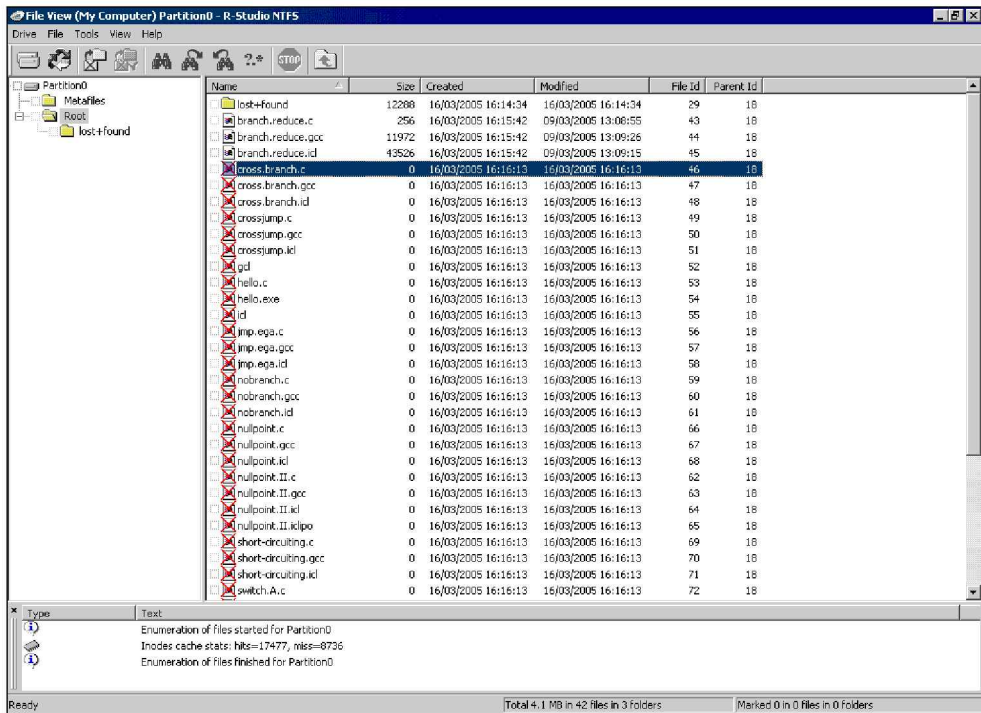 File View (My Computer) Partition0 - R-Studio NTFS
Drive File Tools View Help
?.* STOP
Partition0
Metafiles
Root
lost+found
Name Size Created Modified File Id Parent Id
lost+found 12288 16/03/2005 16:14:34 16/03/2005 16:14:34 29 18
branch.reduce.c 256 16/03/2005 16:15:42 09/03/2005 13:08:55 43 18
branch.reduce.gcc 11972 16/03/2005 16:15:42 09/03/2005 13:09:26 44 18
branch.reduce.icl 43526 16/03/2005 16:15:42 09/03/2005 13:09:15 45 18
cross.branch.c 0 16/03/2005 16:16:13 16/03/2005 16:16:13 46 18
cross.branch.gcc 0 16/03/2005 16:16:13 16/03/2005 16:16:13 47 18
cross.branch.icl 0 16/03/2005 16:16:13 16/03/2005 16:16:13 48 18
crossjump.c 0 16/03/2005 16:16:13 16/03/2005 16:16:13 49 18
crossjump.gcc 0 16/03/2005 16:16:13 16/03/2005 16:16:13 50 18
crossjump.icl 0 16/03/2005 16:16:13 16/03/2005 16:16:13 51 18
gcl 0 16/03/2005 16:16:13 16/03/2005 16:16:13 52 18
hello.c 0 16/03/2005 16:16:13 16/03/2005 16:16:13 53 18
hello.exe 0 16/03/2005 16:16:13 16/03/2005 16:16:13 54 18
icl 0 16/03/2005 16:16:13 16/03/2005 16:16:13 55 18
jmp.ega.c 0 16/03/2005 16:16:13 16/03/2005 16:16:13 56 18
jmp.ega.gcc 0 16/03/2005 16:16:13 16/03/2005 16:16:13 57 18
jmp.ega.icl 0 16/03/2005 16:16:13 16/03/2005 16:16:13 58 18
nobranch.c 0 16/03/2005 16:16:13 16/03/2005 16:16:13 59 18
nobranch.gcc 0 16/03/2005 16:16:13 16/03/2005 16:16:13 60 18
nobranch.icl 0 16/03/2005 16:16:13 16/03/2005 16:16:13 61 18
nullpoint.c 0 16/03/2005 16:16:13 16/03/2005 16:16:13 66 18
nullpoint.gcc 0 16/03/2005 16:16:13 16/03/2005 16:16:13 67 18
nullpoint.icl 0 16/03/2005 16:16:13 16/03/2005 16:16:13 68 18
nullpoint.II.c 0 16/03/2005 16:16:13 16/03/2005 16:16:13 62 18
nullpoint.II.gcc 0 16/03/2005 16:16:13 16/03/2005 16:16:13 63 18
nullpoint.II.icl 0 16/03/2005 16:16:13 16/03/2005 16:16:13 64 18
nullpoint.II.iclipo 0 16/03/2005 16:16:13 16/03/2005 16:16:13 65 18
short-circuiting.c 0 16/03/2005 16:16:13 16/03/2005 16:16:13 69 18
short-circuiting.gcc 0 16/03/2005 16:16:13 16/03/2005 16:16:13 70 18
short-circuiting.icl 0 16/03/2005 16:16:13 16/03/2005 16:16:13 71 18
switch.A.c 0 16/03/2005 16:16:13 16/03/2005 16:16:13 72 18
Type Text
Enumeration of files started for Partition0
Inodes cache stats: hits=17477, miss=8736
Enumeration of files finished for Partition0
Ready Total 4.1 MB in 42 files in 3 folders Marked 0 in 0 files in 0 folders